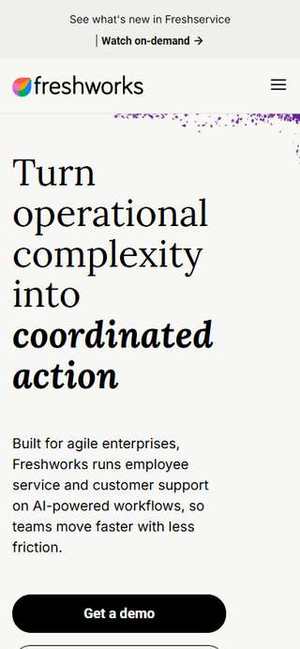 See what's new in Freshservice
| Watch on-demand →
freshworks
Turn
operational
complexity
into
coordinated
action
Built for agile enterprises,
Freshworks runs employee
service and customer support
on AI-powered workflows, so
teams move faster with less
friction.
Get a demo